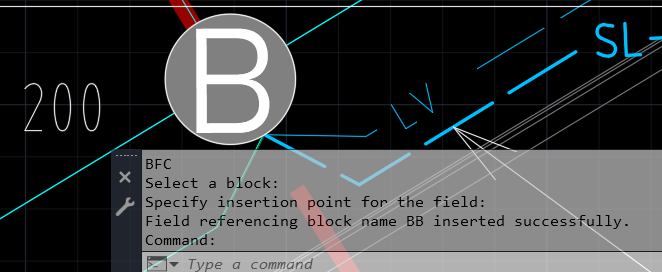 B
SL
LV
200
BFC
Select a block:
Specify insertion point for the field:
Field referencing block name BB inserted successfully.
Command:
Type a command